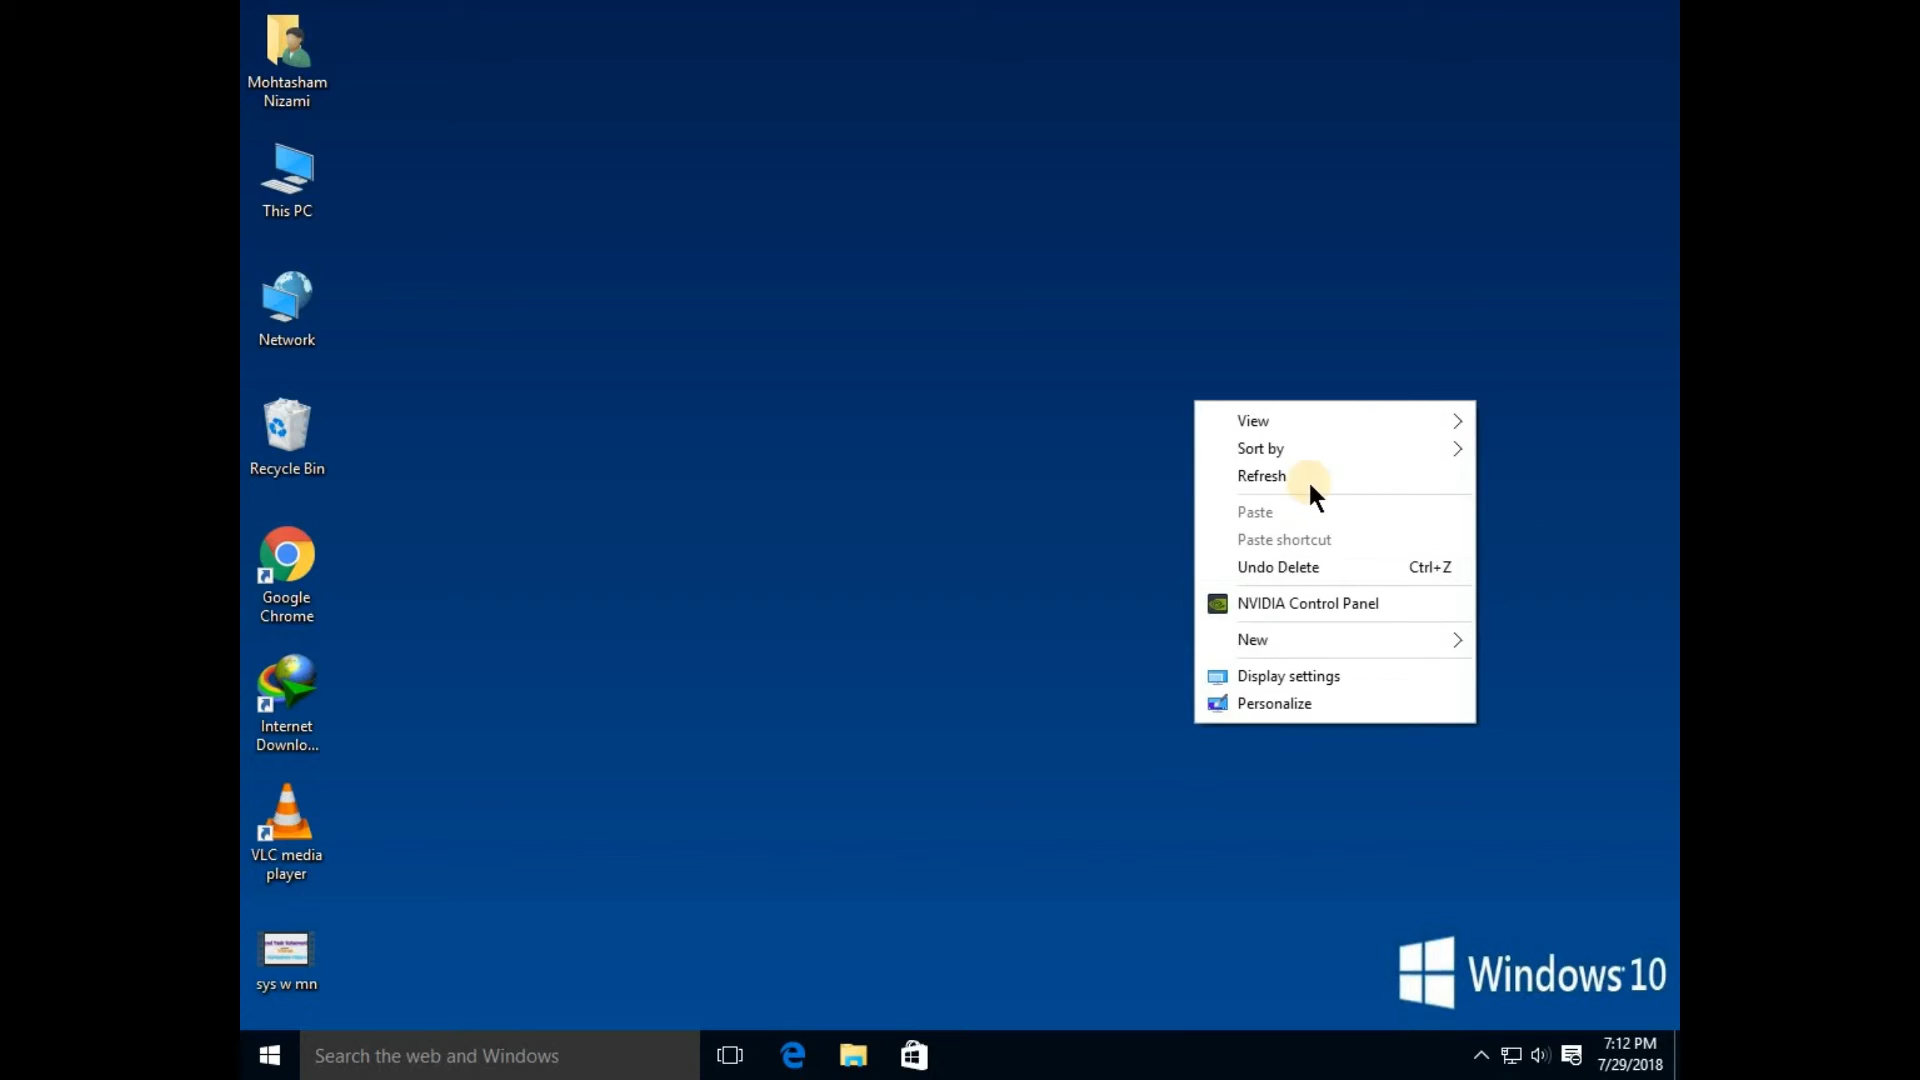 Mohtasham
Nizami
This PC
Network
Recycle Bin
Google
Chrome
Internet
Downlo...
VLC media
player
sys w mn
View
Sort by
Refresh
Paste
Paste shortcut
Undo Delete Ctrl+Z
NVIDIA Control Panel
New
Display settings
Personalize
Windows 10
Search the web and Windows
7:12 PM
7/29/2018